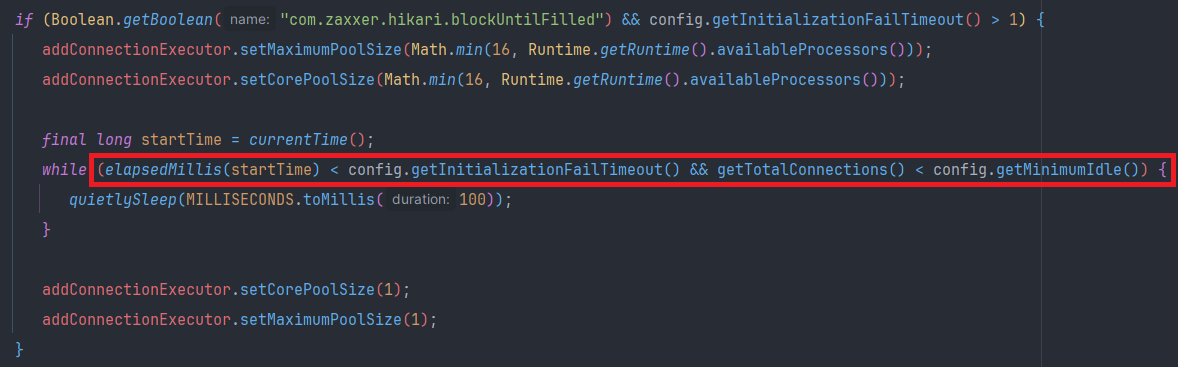 if (Boolean.getBoolean( name: "com.zaxxer.hikari.blockUntilFilled") && config.getInitializationFailTimeout() > 1) {
addConnectionExecutor.setMaximumPoolSize(Math.min(16, Runtime.getRuntime().availableProcessors()));
addConnectionExecutor.setCorePoolSize(Math.min(16, Runtime.getRuntime().availableProcessors()));
final long startTime = currentTime();
while (elapsedMillis(startTime) < config.getInitializationFailTimeout() && getTotalConnections() < config.getMinimumIdle()) {
quietlySleep(MILLISECONDS.toMillis( duration: 100));
}
addConnectionExecutor.setCorePoolSize(1);
addConnectionExecutor.setMaximumPoolSize(1);
}